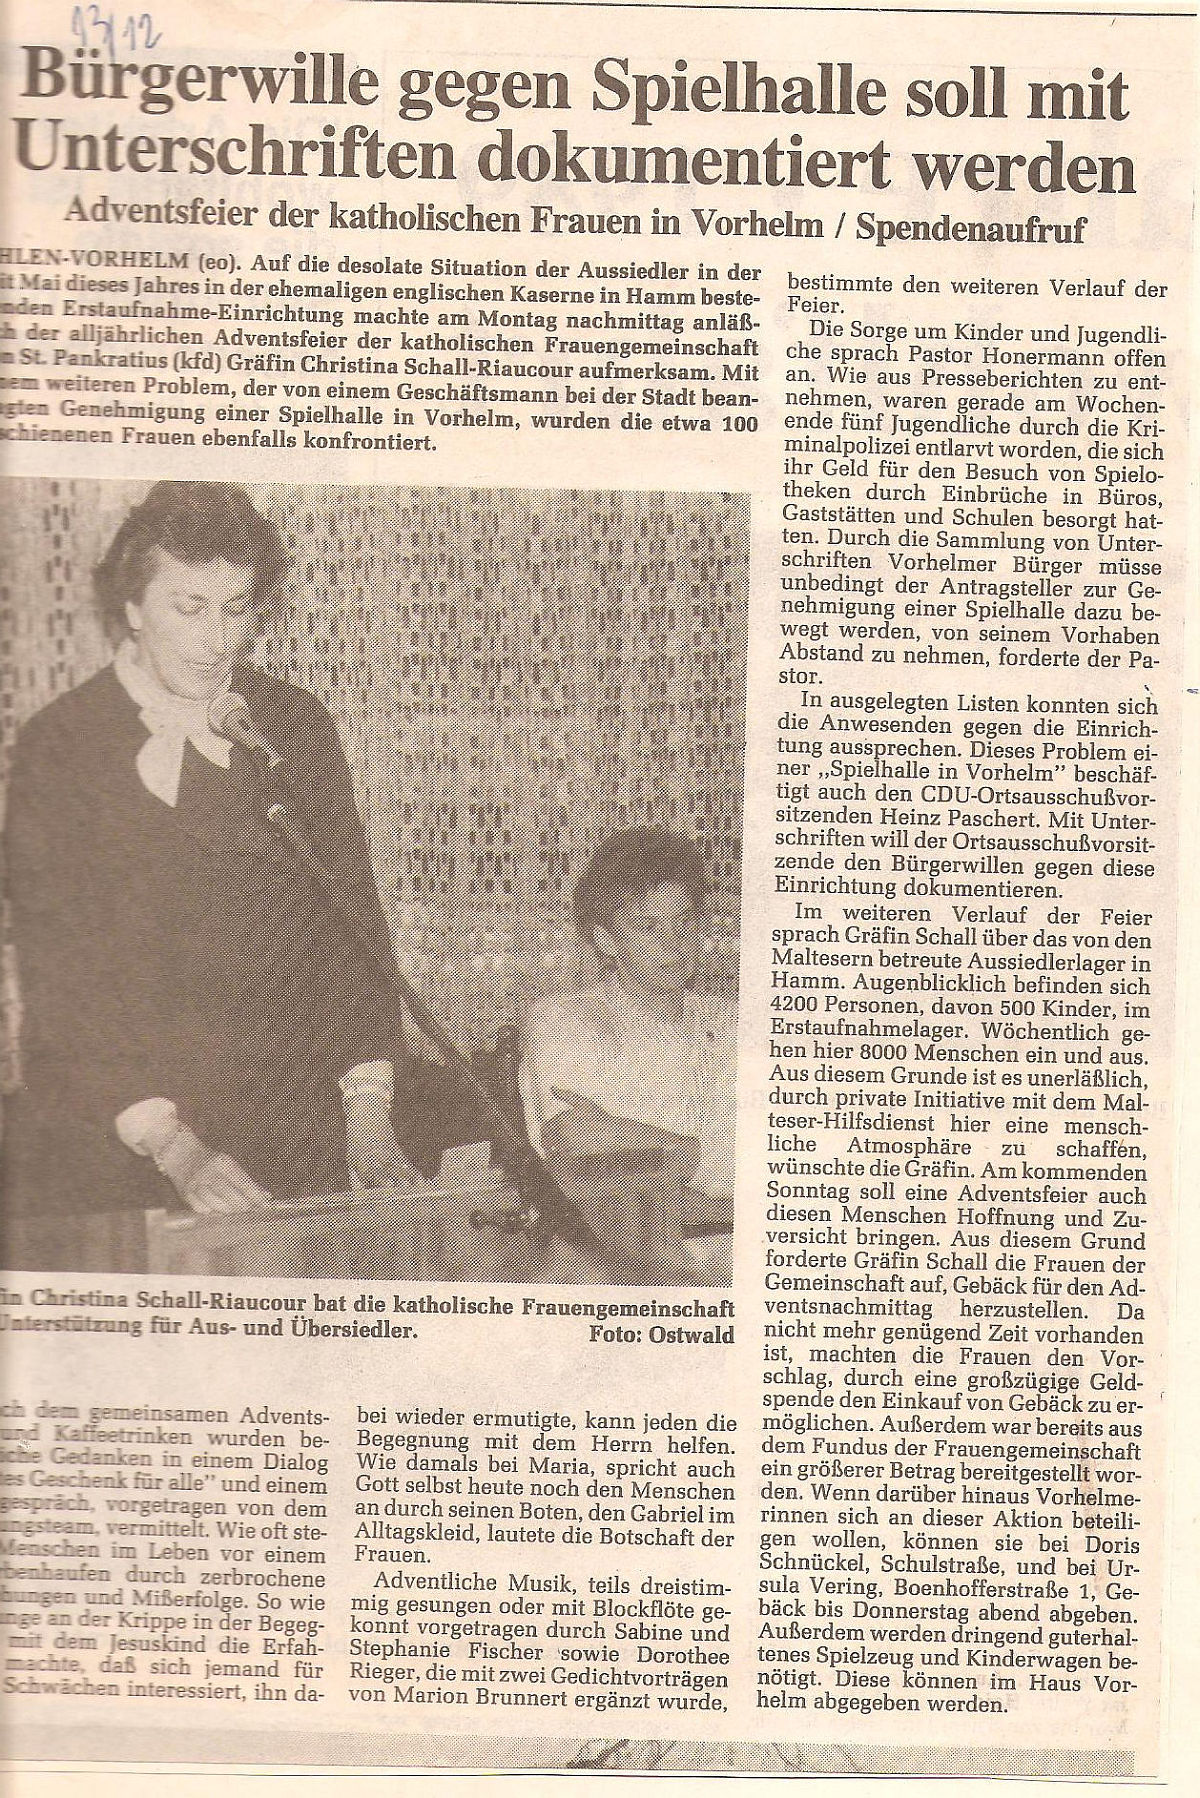 13/12
Bürgerwille gegen Spielhalle soll mit
Unterschriften dokumentiert werden
Adventsfeier der katholischen Frauen in Vorhelm / Spendenaufruf
HLEN-VORHELM (eo). Auf die desolate Situation der Aussiedler in der
it Mai dieses Jahres in der ehemaligen englischen Kaserne in Hamm beste-
nden Erstaufnahme-Einrichtung machte am Montag nachmittag anläß-
ch der alljährlichen Adventsfeier der katholischen Frauengemeinschaft
n St. Pankratius (kfd) Gräfin Christina Schall-Riaucour aufmerksam. Mit
nem weiteren Problem, der von einem Geschäftsmann bei der Stadt bean-
gten Genehmigung einer Spielhalle in Vorhelm, wurden die etwa 100
schienenen Frauen ebenfalls konfrontiert.
fin Christina Schall-Riaucour bat die katholische Frauengemeinschaft
Unterstützung für Aus- und Übersiedler. Foto: Ostwald
ch dem gemeinsamen Advents-
und Kaffeetrinken wurden be-
che Gedanken in einem Dialog
es Geschenk für alle” und einem
gespräch, vorgetragen von dem
ngsteam, vermittelt. Wie oft ste-
Menschen im Leben vor einem
benhaufen durch zerbrochene
hungen und Mißerfolge. So wie
nge an der Krippe in der Begeg-
mit dem Jesuskind die Erfah-
machte, daß sich jemand für
Schwächen interessiert, ihn da-
bei wieder ermutigte, kann jeden die
Begegnung mit dem Herrn helfen.
Wie damals bei Maria, spricht auch
Gott selbst heute noch den Menschen
an durch seinen Boten, den Gabriel im
Alltagskleid, lautete die Botschaft der
Frauen.
Adventliche Musik, teils dreistim-
mig gesungen oder mit Blockflöte ge-
konnt vorgetragen durch Sabine und
Stephanie Fischer sowie Dorothee
Rieger, die mit zwei Gedichtvorträgen
von Marion Brunnert ergänzt wurde,
bestimmte den weiteren Verlauf der
Feier.
Die Sorge um Kinder und Jugendli-
che sprach Pastor Honermann offen
an. Wie aus Presseberichten zu ent-
nehmen, waren gerade am Wochen-
ende fünf Jugendliche durch die Kri-
minalpolizei entlarvt worden, die sich
ihr Geld für den Besuch von Spielo-
theken durch Einbrüche in Büros,
Gaststätten und Schulen besorgt hat-
ten. Durch die Sammlung von Unter-
schriften Vorhelmer Bürger müsse
unbedingt der Antragsteller zur Ge-
nehmigung einer Spielhalle dazu be-
wegt werden, von seinem Vorhaben
Abstand zu nehmen, forderte der Pa-
stor.
In ausgelegten Listen konnten sich
die Anwesenden gegen die Einrich-
tung aussprechen. Dieses Problem ei-
ner „Spielhalle in Vorhelm” beschäf-
tigt auch den CDU-Ortsausschußvor-
sitzenden Heinz Paschert. Mit Unter-
schriften will der Ortsausschußvorsit-
zende den Bürgerwillen gegen diese
Einrichtung dokumentieren.
Im weiteren Verlauf der Feier
sprach Gräfin Schall über das von den
Maltesern betreute Aussiedlerlager in
Hamm. Augenblicklich befinden sich
4200 Personen, davon 500 Kinder, im
Erstaufnahmelager. Wöchentlich ge-
hen hier 8000 Menschen ein und aus.
Aus diesem Grunde ist es unerläßlich,
durch private Initiative mit dem Mal-
teser-Hilfsdienst hier eine mensch-
liche Atmosphäre zu schaffen,
wünschte die Gräfin. Am kommenden
Sonntag soll eine Adventsfeier auch
diesen Menschen Hoffnung und Zu-
versicht bringen. Aus diesem Grund
forderte Gräfin Schall die Frauen der
Gemeinschaft auf, Gebäck für den Ad-
ventsnachmittag herzustellen. Da
nicht mehr genügend Zeit vorhanden
ist, machten die Frauen den Vor-
schlag, durch eine großzügige Geld-
spende den Einkauf von Gebäck zu er-
möglichen. Außerdem war bereits aus
dem Fundus der Frauengemeinschaft
ein größerer Betrag bereitgestellt wor-
den. Wenn darüber hinaus Vorhelme-
rinnen sich an dieser Aktion beteili-
gen wollen, können sie bei Doris
Schnückel, Schulstraße, und bei Ur-
sula Vering, Boenhofferstraße 1, Ge-
bäck bis Donnerstag abend abgeben.
Außerdem werden dringend guterhal-
tenes Spielzeug und Kinderwagen be-
nötigt. Diese können im Haus Vor-
helm abgegeben werden.